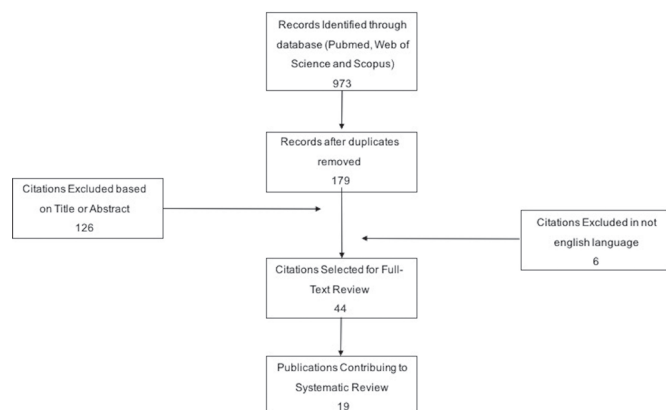 Records Identified through
database (Pubmed, Web of
Science and Scopus)
973
Records after duplicates
removed
179
Citations Excluded based
on Title or Abstract
126
Citations Excluded in not
english language
6
Citations Selected for Full-
Text Review
44
Publications Contributing to
Systematic Review
19